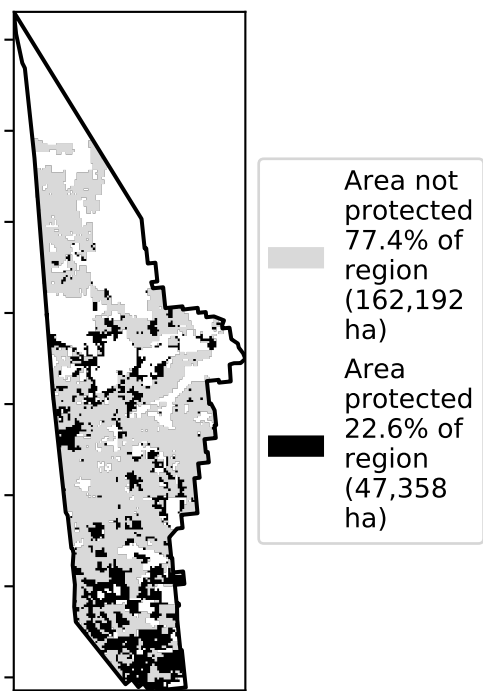 Area not
protected
77.4% of
region
(162,192
ha)
Area
protected
22.6% of
region
(47,358
ha)